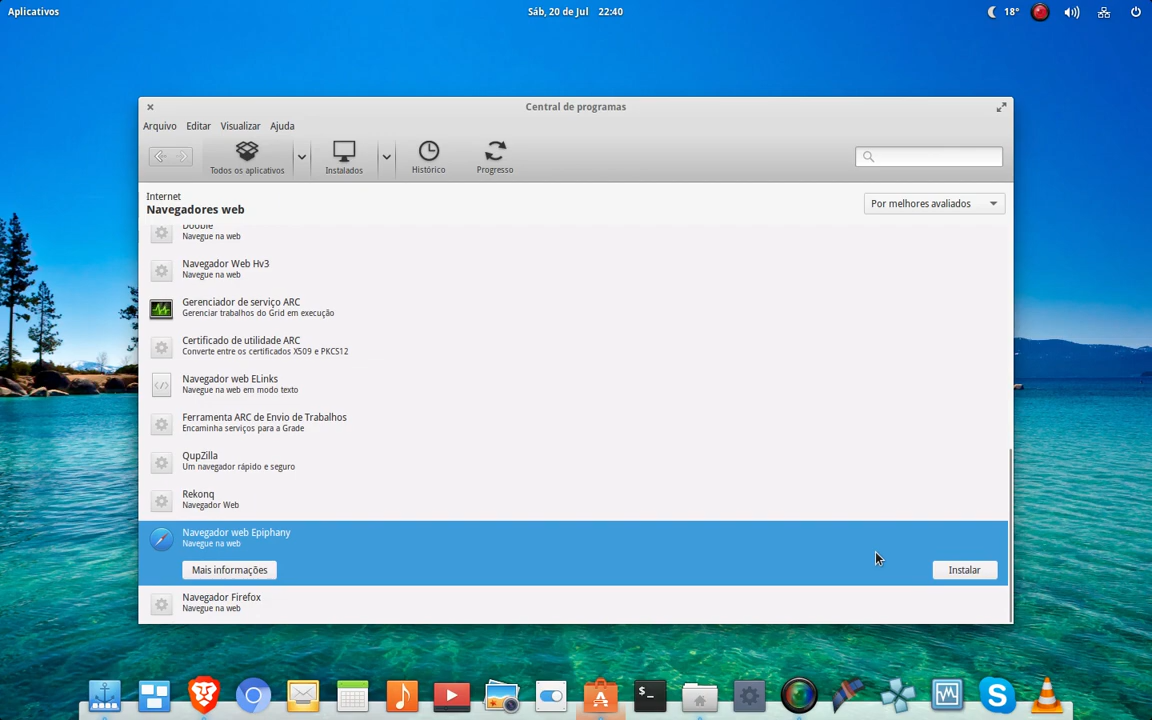 Aplicativos
Sáb, 20 de Jul 22:40
18°
Central de programas
Arquivo Editar Visualizar Ajuda
Todos os aplicativos
Instalados
Histórico
Progresso
Internet
Navegadores web
Por melhores avaliados
Dooble
Navegue na web
Navegador Web Hv3
Navegue na web
Gerenciador de serviço ARC
Gerenciar trabalhos do Grid em execução
Certificado de utilidade ARC
Converte entre os certificados X509 e PKCS12
Navegador web ELinks
Navegue na web em modo texto
Ferramenta ARC de Envio de Trabalhos
Encaminha serviços para a Grade
QupZilla
Um navegador rápido e seguro
Rekonq
Navegador Web
Navegador web Epiphany
Navegue na web
Mais informações
Instalar
Navegador Firefox
Navegue na web